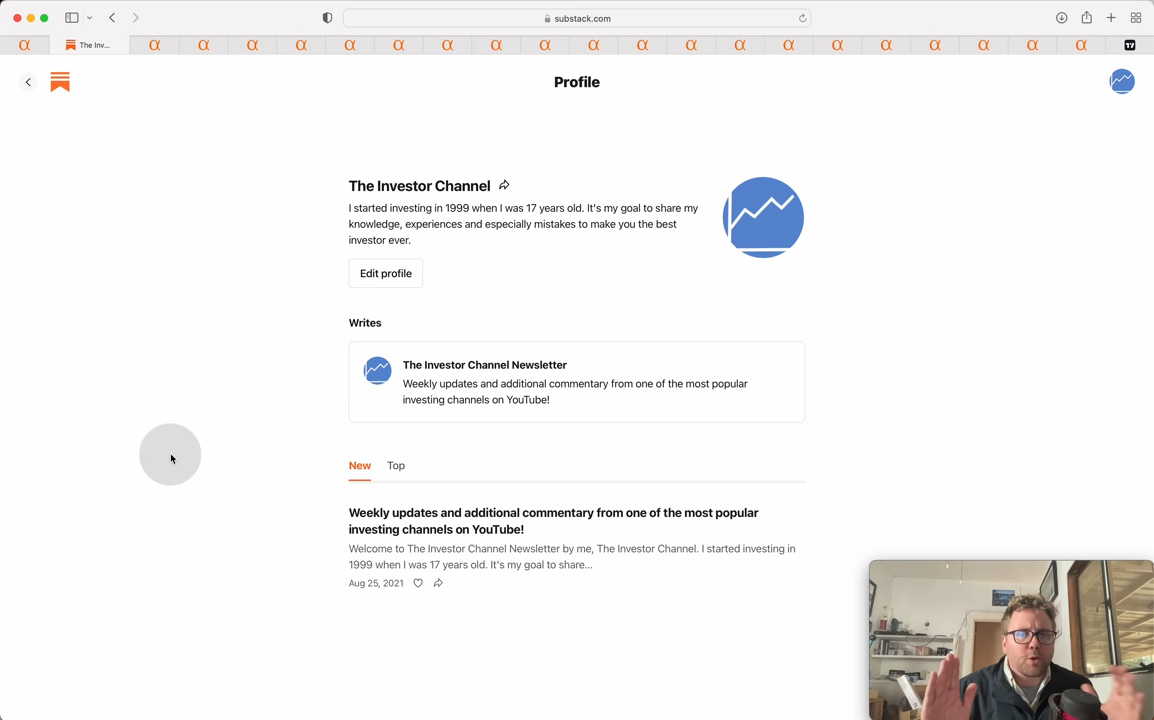 substack.com
The Inv...
Profile
The Investor Channel
I started investing in 1999 when I was 17 years old. It's my goal to share my
knowledge, experiences and especially mistakes to make you the best
investor ever.
Edit profile
Writes
The Investor Channel Newsletter
Weekly updates and additional commentary from one of the most popular
investing channels on YouTube!
New Top
Weekly updates and additional commentary from one of the most popular
investing channels on YouTube!
Welcome to The Investor Channel Newsletter by me, The Investor Channel. I started investing in
1999 when I was 17 years old. It's my goal to share...
Aug 25, 2021